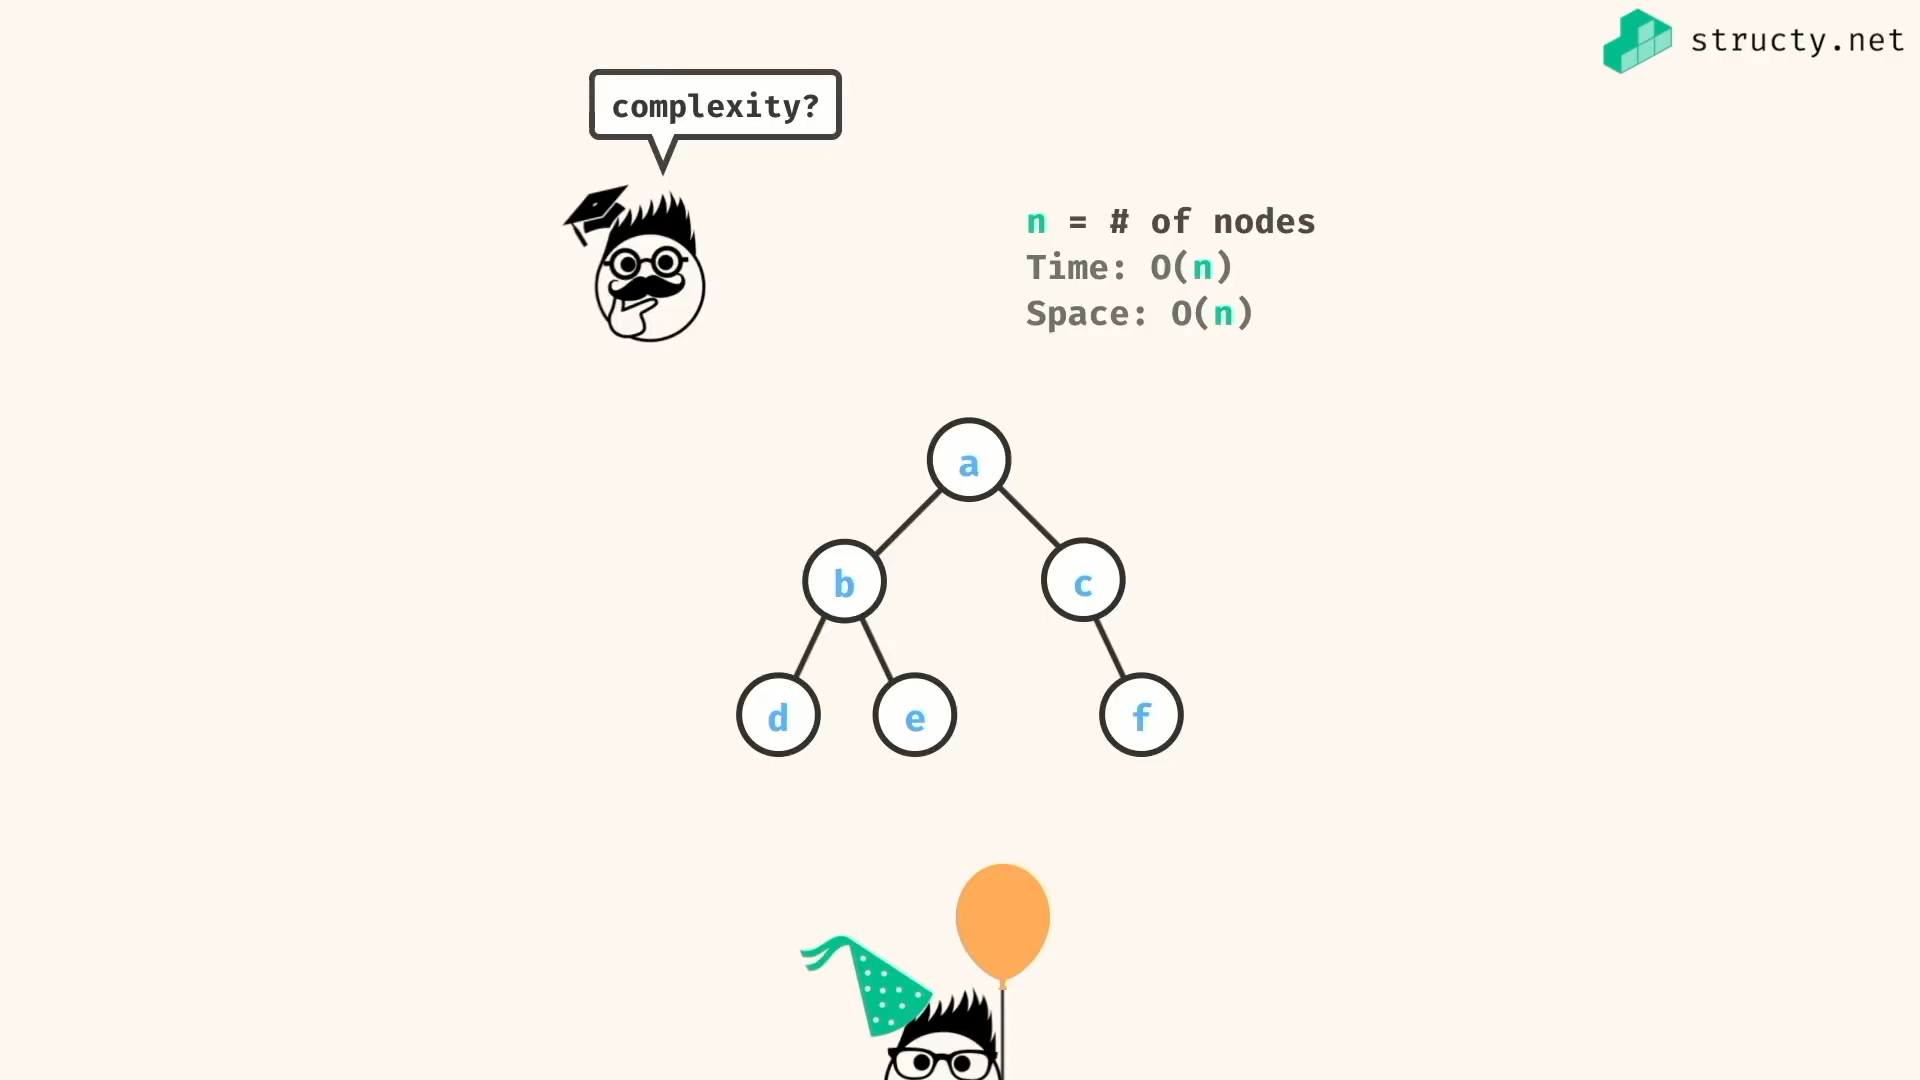 structy.net
complexity?
n = # of nodes
Time: O(n)
Space: O(n)
a
b
c
d
e
f